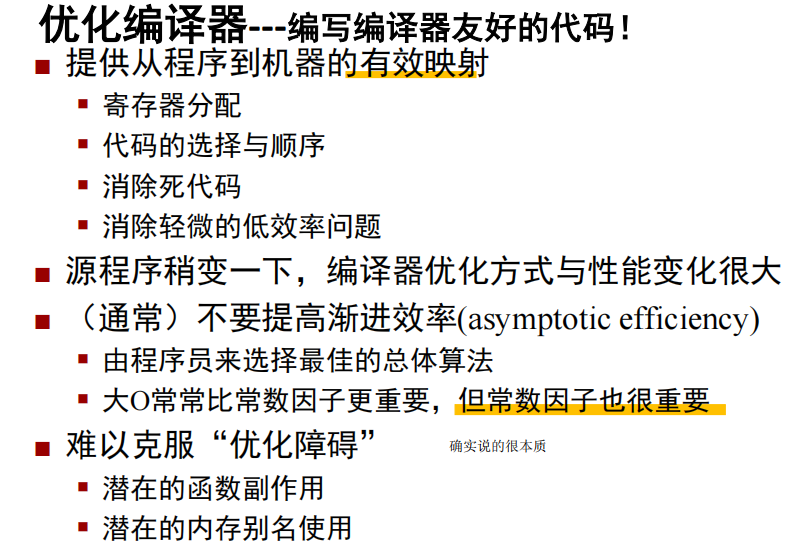 优化编译器---编写编译器友好的代码！
■ 提供从程序到机器的有效映射
■ 寄存器分配
■ 代码的选择与顺序
■ 消除死代码
■ 消除轻微的低效率问题
■ 源程序稍变一下，编译器优化方式与性能变化很大
■ （通常）不要提高渐进效率(asymptotic efficiency)
■ 由程序员来选择最佳的总体算法
■ 大O常常比常数因子更重要，但常数因子也很重要
■ 难以克服“优化障碍”
确实说的很本质
■ 潜在的函数副作用
■ 潜在的内存别名使用